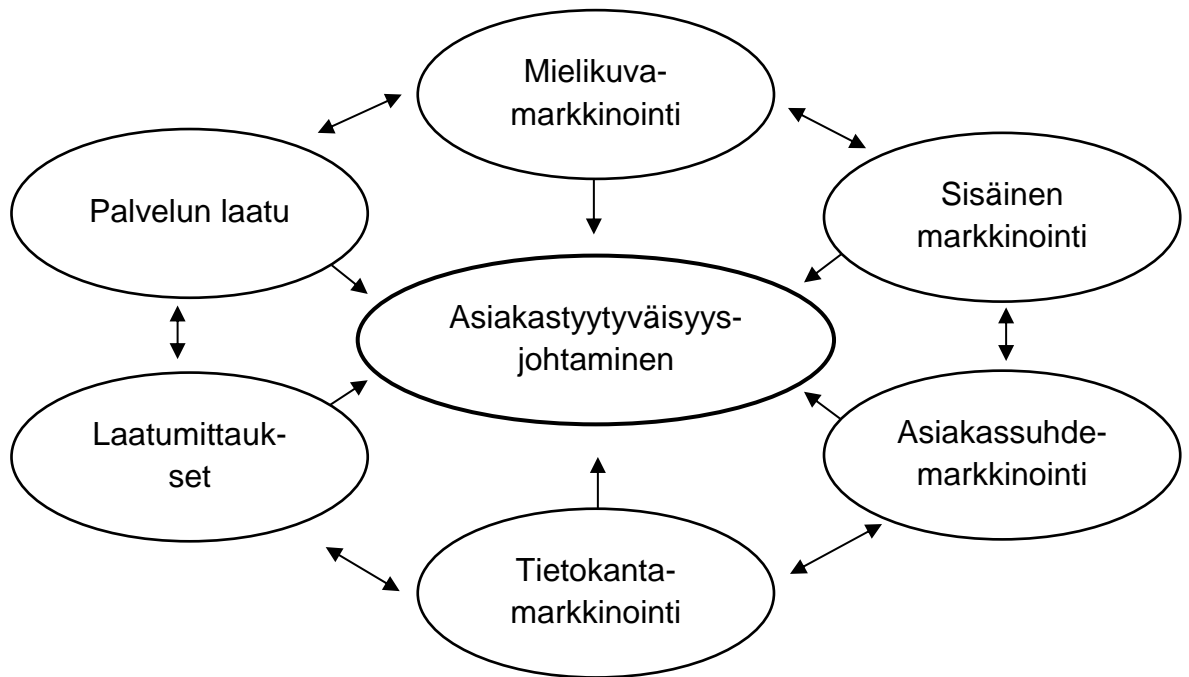 Mielikuva-
markkinointi
Palvelun laatu
Sisäinen
markkinointi
Asiakastyytyväisyys-
johtaminen
Laatumittauk-
set
Asiakassuhde-
markkinointi
Tietokanta-
markkinointi